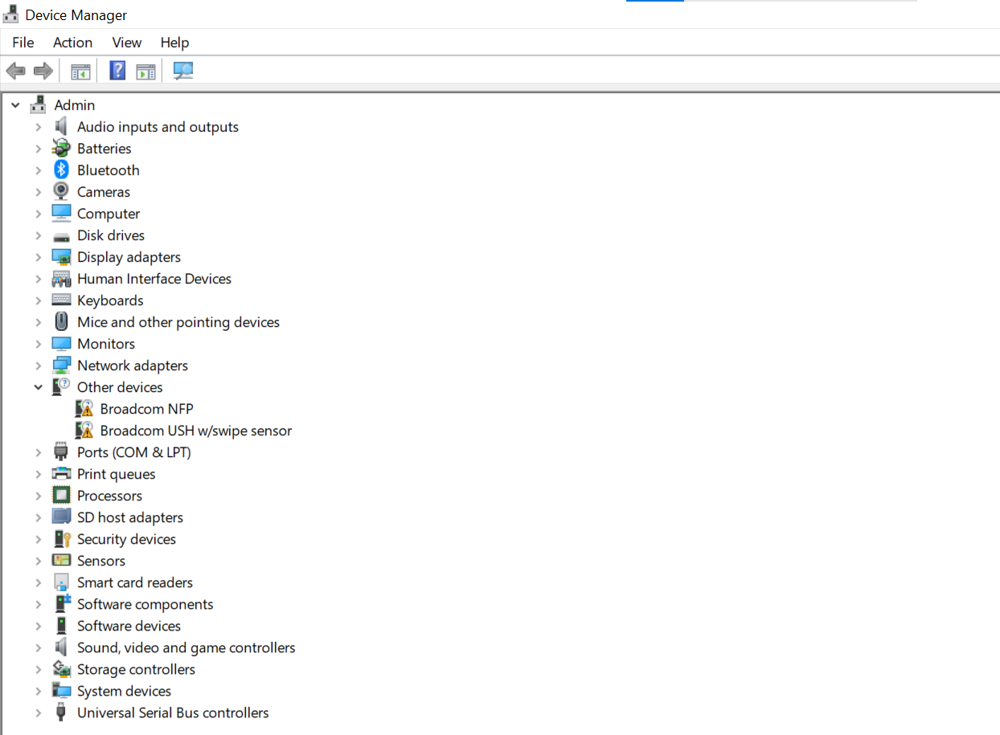 Device Manager
File Action View Help
Admin
Audio inputs and outputs
Batteries
Bluetooth
Cameras
Computer
Disk drives
Display adapters
Human Interface Devices
Keyboards
Mice and other pointing devices
Monitors
Network adapters
Other devices
Broadcom NFP
Broadcom USH w/swipe sensor
Ports (COM & LPT)
Print queues
Processors
SD host adapters
Security devices
Sensors
Smart card readers
Software components
Software devices
Sound, video and game controllers
Storage controllers
System devices
Universal Serial Bus controllers